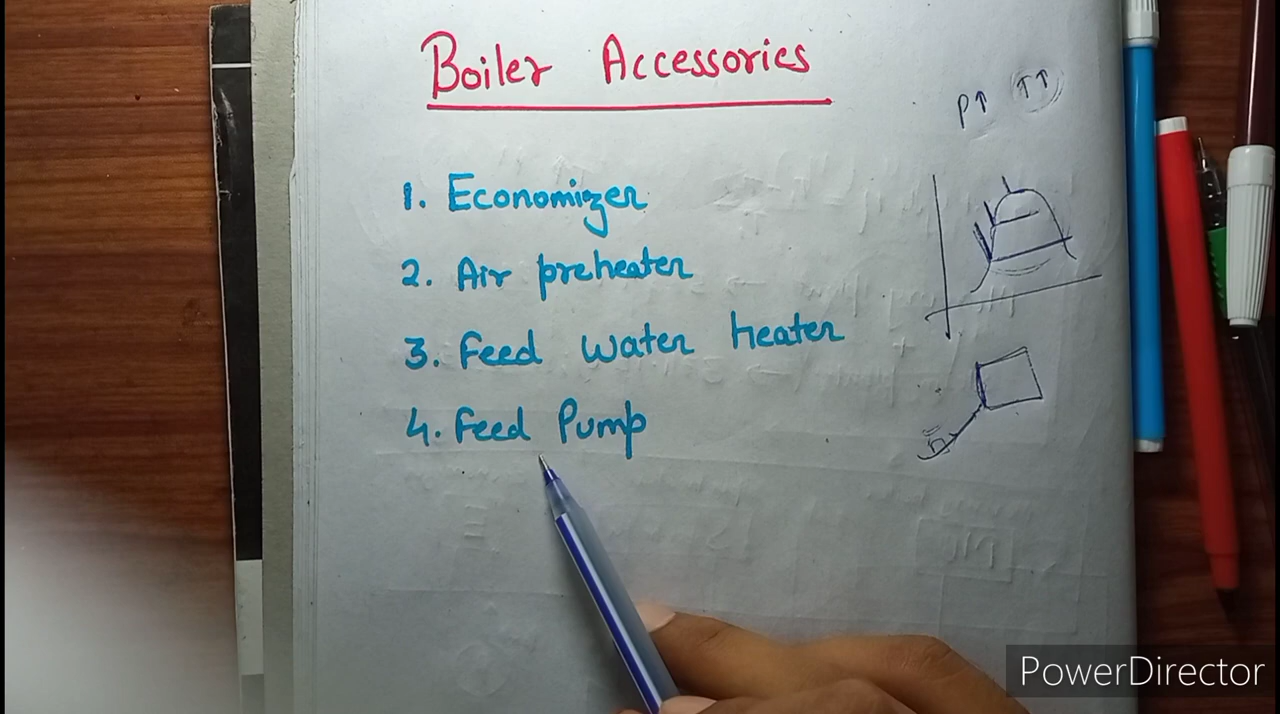 Boiler Accessories
P↑ ↑↑
1. Economizer
2. Air preheater
3. Feed water heater
4. Feed Pump
PowerDirector